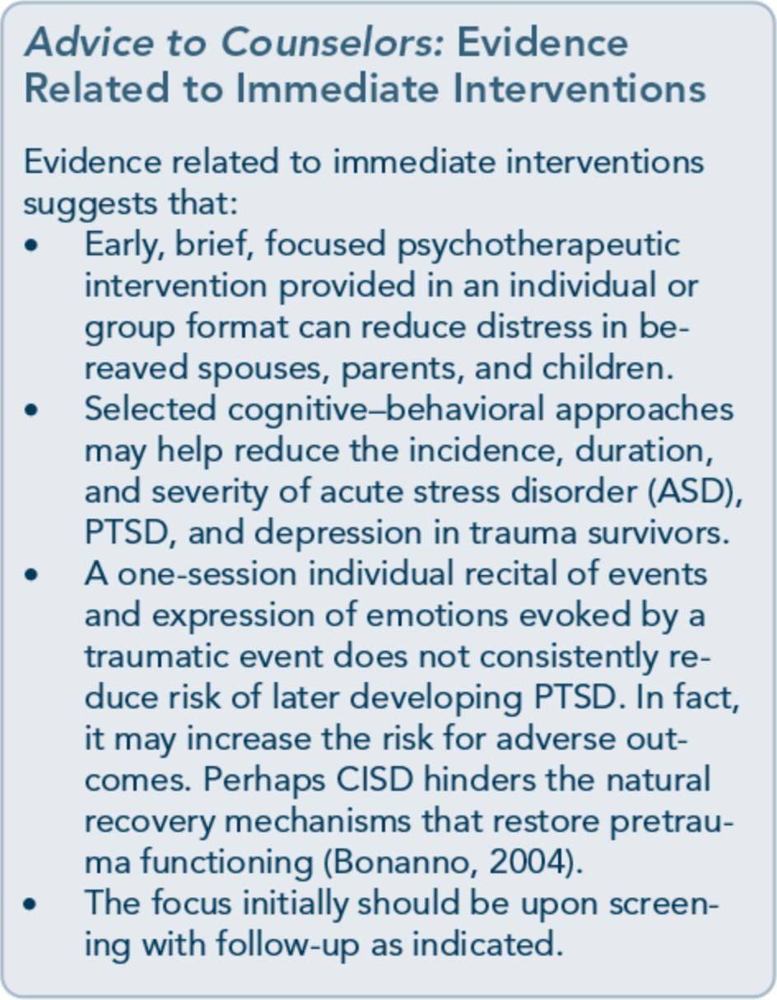 Advice to Counselors: Evidence
Related to Immediate Interventions
Evidence related to immediate interventions
suggests that:
• Early, brief, focused psychotherapeutic
intervention provided in an individual or
group format can reduce distress in be-
reaved spouses, parents, and children.
• Selected cognitive–behavioral approaches
may help reduce the incidence, duration,
and severity of acute stress disorder (ASD),
PTSD, and depression in trauma survivors.
• A one-session individual recital of events
and expression of emotions evoked by a
traumatic event does not consistently re-
duce risk of later developing PTSD. In fact,
it may increase the risk for adverse out-
comes. Perhaps CISD hinders the natural
recovery mechanisms that restore pretrau-
ma functioning (Bonanno, 2004).
• The focus initially should be upon screen-
ing with follow-up as indicated.